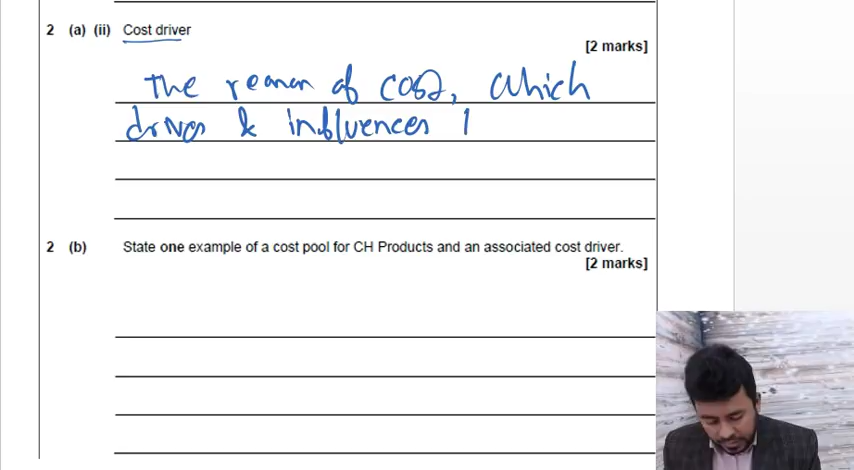 2 (a) (ii) Cost driver
[2 marks]
The reason of cost, which
drives & influences
2 (b) State one example of a cost pool for CH Products and an associated cost driver.
[2 marks]